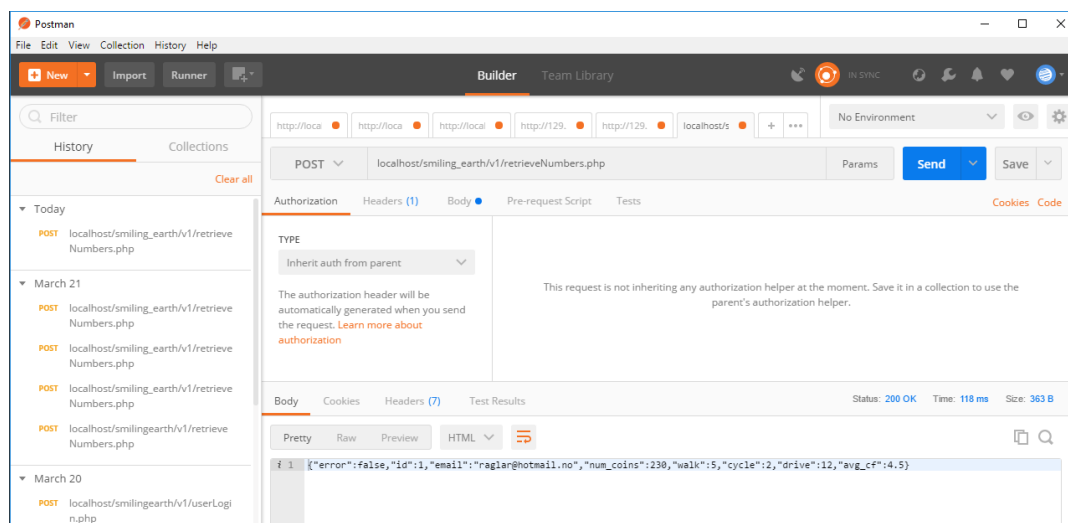 Postman
File Edit View Collection History Help
New Import Runner Builder Team Library IN SYNC
Filter
History Collections
Clear all
Today
POST localhost/smiling_earth/v1/retrieve
Numbers.php
March 21
POST localhost/smiling_earth/v1/retrieve
Numbers.php
POST localhost/smiling_earth/v1/retrieve
Numbers.php
POST localhost/smiling_earth/v1/retrieve
Numbers.php
POST localhost/smilingearth/v1/retrieve
Numbers.php
March 20
POST localhost/smilingearth/v1/userLogi
n.php
http://loca http://loca http://local http://129. http://129. localhost/s + •••
No Environment
POST localhost/smiling_earth/v1/retrieveNumbers.php Params Send Save
Authorization Headers (1) Body Pre-request Script Tests Cookies Code
TYPE
Inherit auth from parent
The authorization header will be
automatically generated when you send
the request. Learn more about
authorization
This request is not inheriting any authorization helper at the moment. Save it in a collection to use the
parent's authorization helper.
Body Cookies Headers (7) Test Results Status: 200 OK Time: 118 ms Size: 363 B
Pretty Raw Preview HTML
i 1 {"error":false,"id":1,"email":"raglar@hotmail.no","num_coins":230,"walk":5,"cycle":2,"drive":12,"avg_cf":4.5}